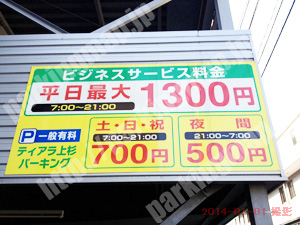 ビジネスサービス料金
平日最大 1300円
7:00~21:00
P 一般有料
ティアラ上杉
パーキング
土・日・祝
7:00~21:00
700円
夜間
21:00~7:00
500円